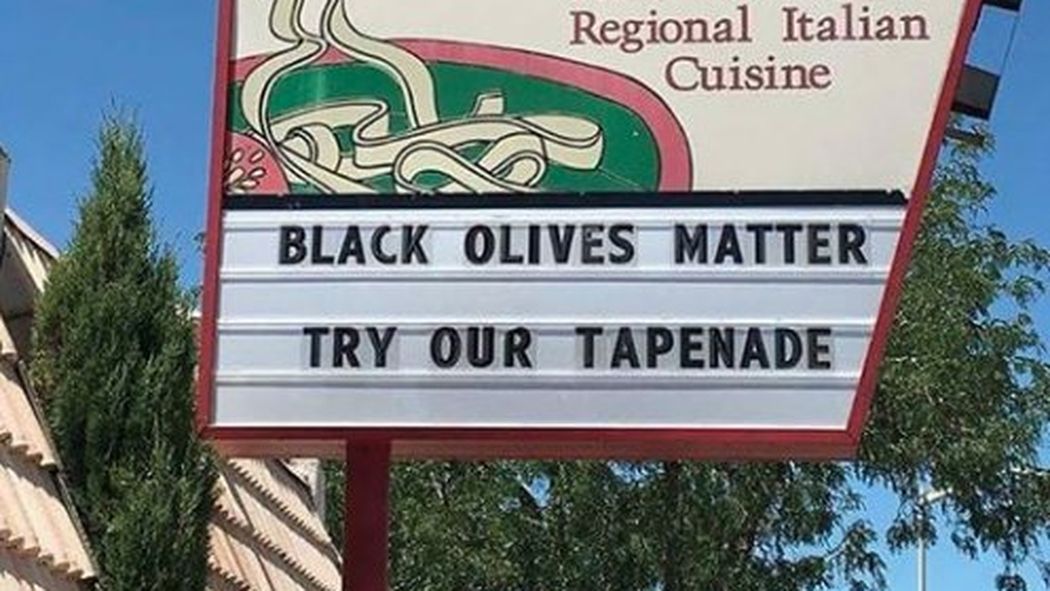 Regional Italian
Cuisine
BLACK OLIVES MATTER
TRY OUR TAPENADE